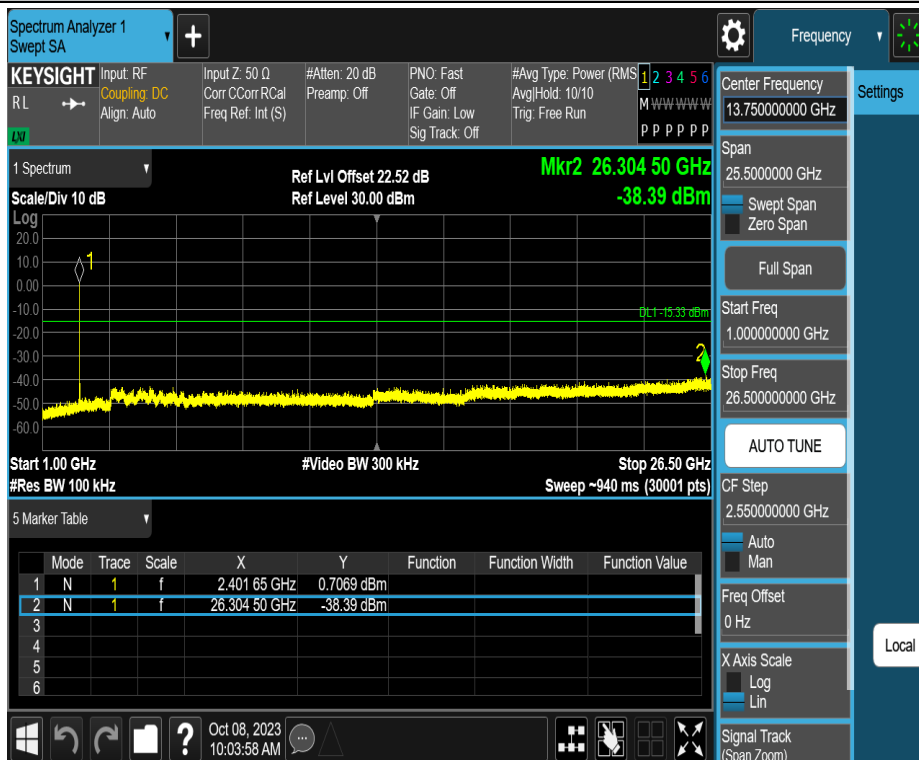 Spectrum Analyzer 1
Swept SA
Frequency
KEYSIGHT
RL
LXI
Input: RF
Coupling: DC
Align: Auto
Input Z: 50 Ω
Corr CCorr RCal
Freq Ref: Int (S)
#Atten: 20 dB
Preamp: Off
PNO: Fast
Gate: Off
IF Gain: Low
Sig Track: Off
#Avg Type: Power (RMS
Avg|Hold: 10/10
Trig: Free Run
1 2 3 4 5 6
M W W W W W
P P P P P P
1 Spectrum
Scale/Div 10 dB
Ref Lvl Offset 22.52 dB
Ref Level 30.00 dBm
Mkr2 26.304 50 GHz
-38.39 dBm
Log
20.0
10.0
0.00
-10.0
-20.0
-30.0
-40.0
-50.0
-60.0
1
DL1 -15.33 dBm
2
Start 1.00 GHz
#Video BW 300 kHz
Stop 26.50 GHz
#Res BW 100 kHz
Sweep ~940 ms (30001 pts)
5 Marker Table
Mode Trace Scale X Y Function Function Width Function Value
1 N 1 f 2.401 65 GHz 0.7069 dBm
2 N 1 f 26.304 50 GHz -38.39 dBm
3
4
5
6
?
Oct 08, 2023
10:03:58 AM
Center Frequency
13.750000000 GHz
Span
25.5000000 GHz
Swept Span
Zero Span
Full Span
Start Freq
1.000000000 GHz
Stop Freq
26.500000000 GHz
AUTO TUNE
CF Step
2.550000000 GHz
Auto
Man
Freq Offset
0 Hz
X Axis Scale
Log
Lin
Signal Track
(Span Zoom)
Settings
Local